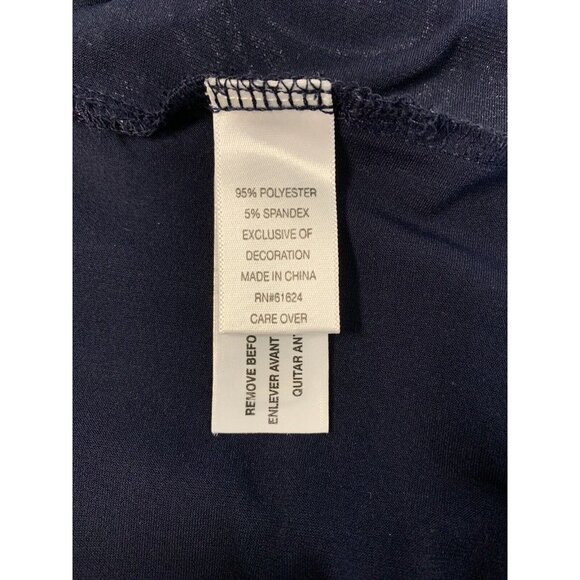 95% POLYESTER
5% SPANDEX
EXCLUSIVE OF
DECORATION
MADE IN CHINA
RN#61624
CARE OVER
REMOVE BEFO
ENLEVER AVANT
QUITAR ANT